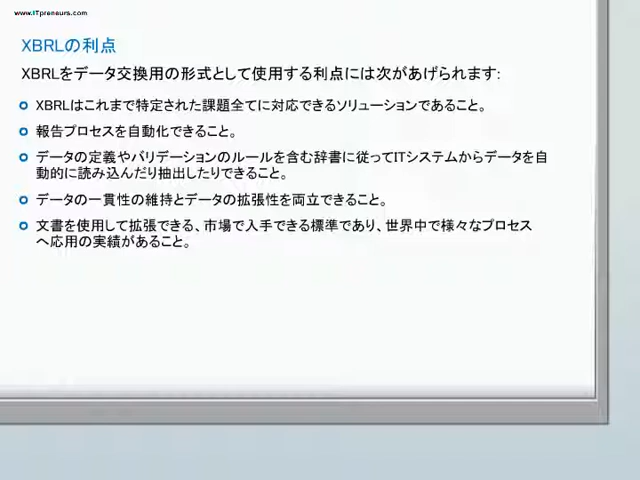 www.ITpreneurs.com
XBRLの利点
XBRLをデータ交換用の形式として使用する利点には次があげられます:
XBRLはこれまで特定された課題全てに対応できるソリューションであること。
報告プロセスを自動化できること。
データの定義やバリデーションのルールを含む辞書に従ってITシステムからデータを自
動的に読み込んだり抽出したりできること。
データの一貫性の維持とデータの拡張性を両立できること。
文書を使用して拡張できる、市場で入手できる標準であり、世界中で様々なプロセス
へ応用の実績があること。